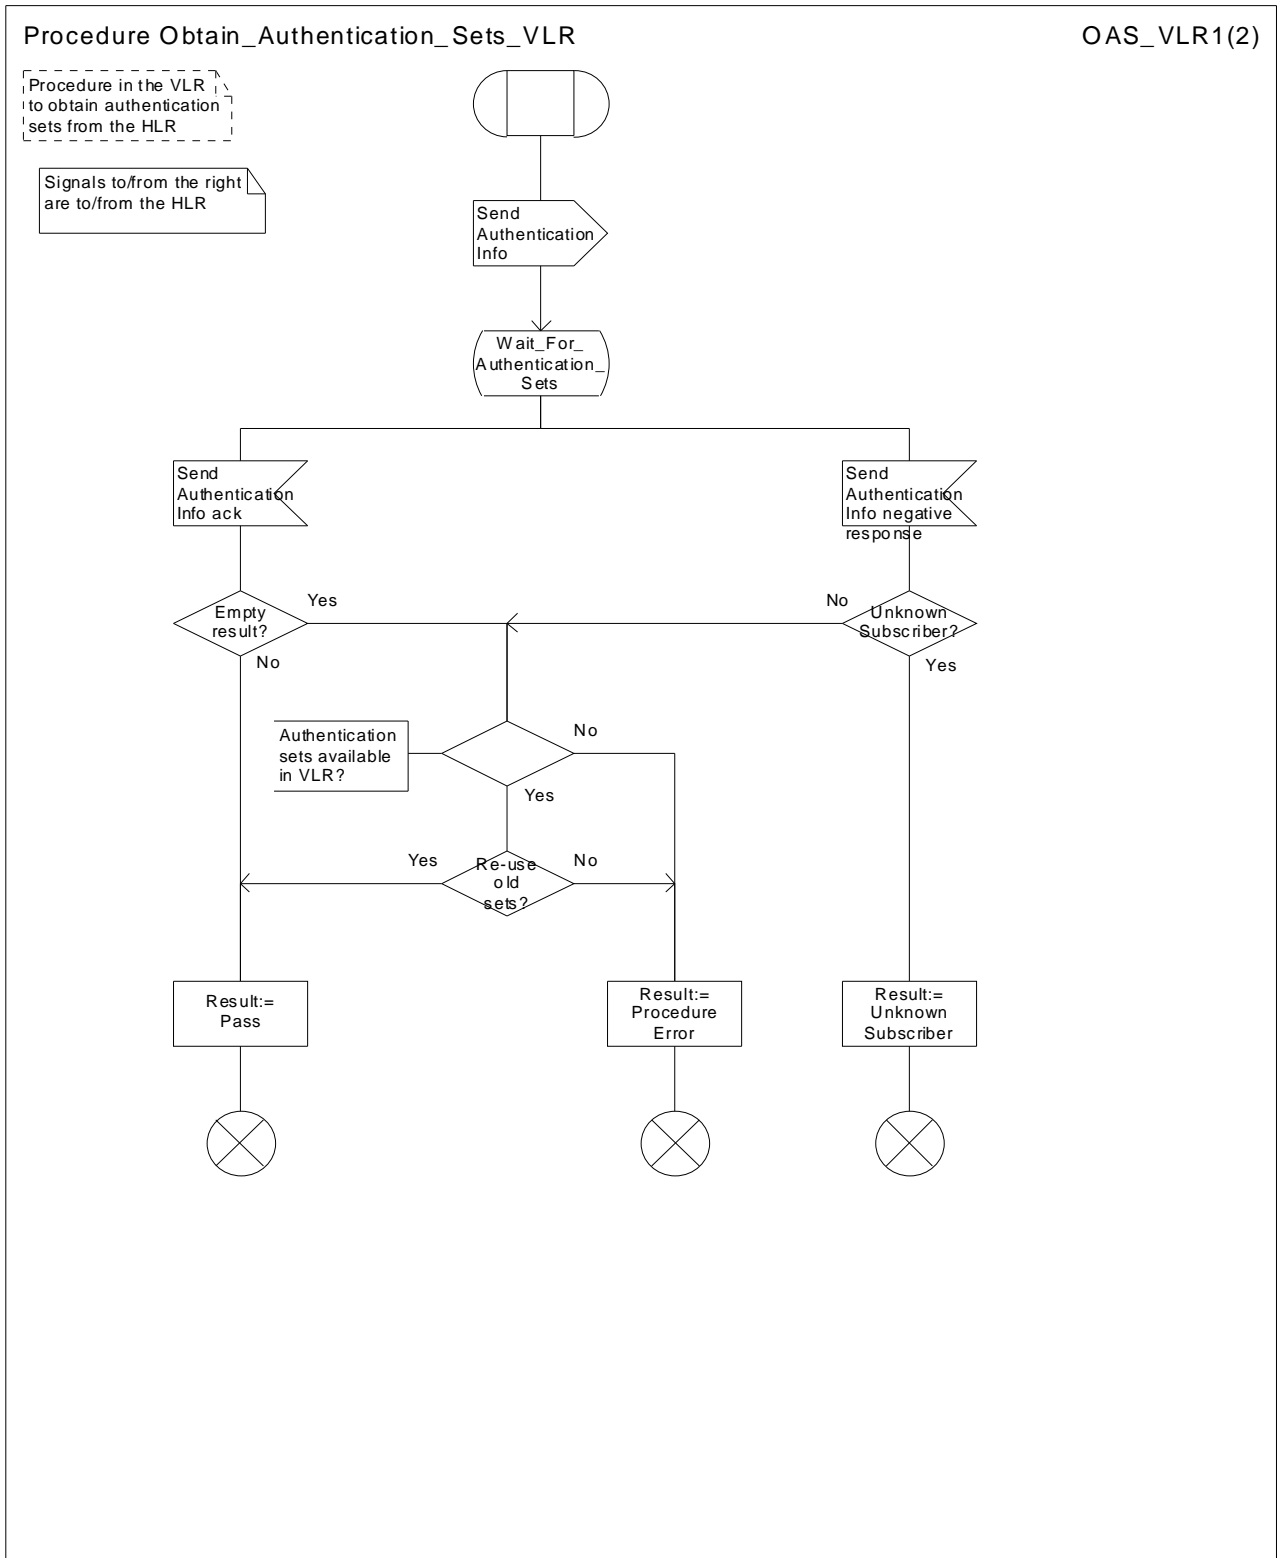 Procedure Obtain_Authentication_Sets_VLR
OAS_VLR1(2)
Procedure in the VLR
to obtain authentication
sets from the HLR
Signals to/from the right
are to/from the HLR
Send
Authentication
Info
Wait_For_
Authentication_
Sets
Send
Authentication
Info ack
Send
Authentication
Info negative
response
Empty
result?
Yes
No
No
Unknown
Subscriber?
Yes
Authentication
sets available
in VLR?
No
Yes
Yes
Re-use
old
sets?
No
Result:=
Pass
Result:=
Procedure
Error
Result:=
Unknown
Subscriber